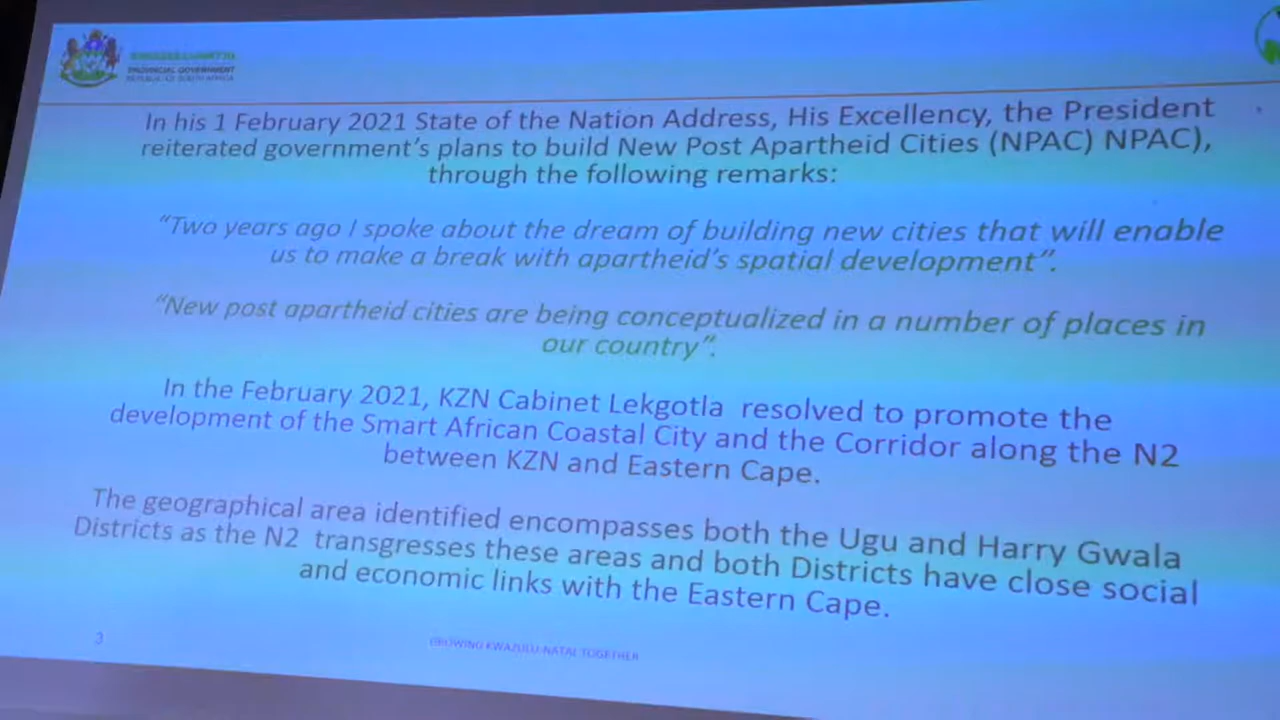 PROVINCIAL GOVERNMENT
REPUBLIC OF SOUTH AFRICA
In his 1 February 2021 State of the Nation Address, His Excellency, the President
reiterated government's plans to build New Post Apartheid Cities (NPAC) NPAC),
through the following remarks:
"Two years ago I spoke about the dream of building new cities that will enable
us to make a break with apartheid's spatial development".
"New post apartheid cities are being conceptualized in a number of places in
our country".
In the February 2021, KZN Cabinet Lekgotla resolved to promote the
development of the Smart African Coastal City and the Corridor along the N2
between KZN and Eastern Cape.
The geographical area identified encompasses both the Ugu and Harry Gwala
Districts as the N2 transgresses these areas and both Districts have close social
and economic links with the Eastern Cape.
3
GROWING KWAZULU-NATAL TOGETHER